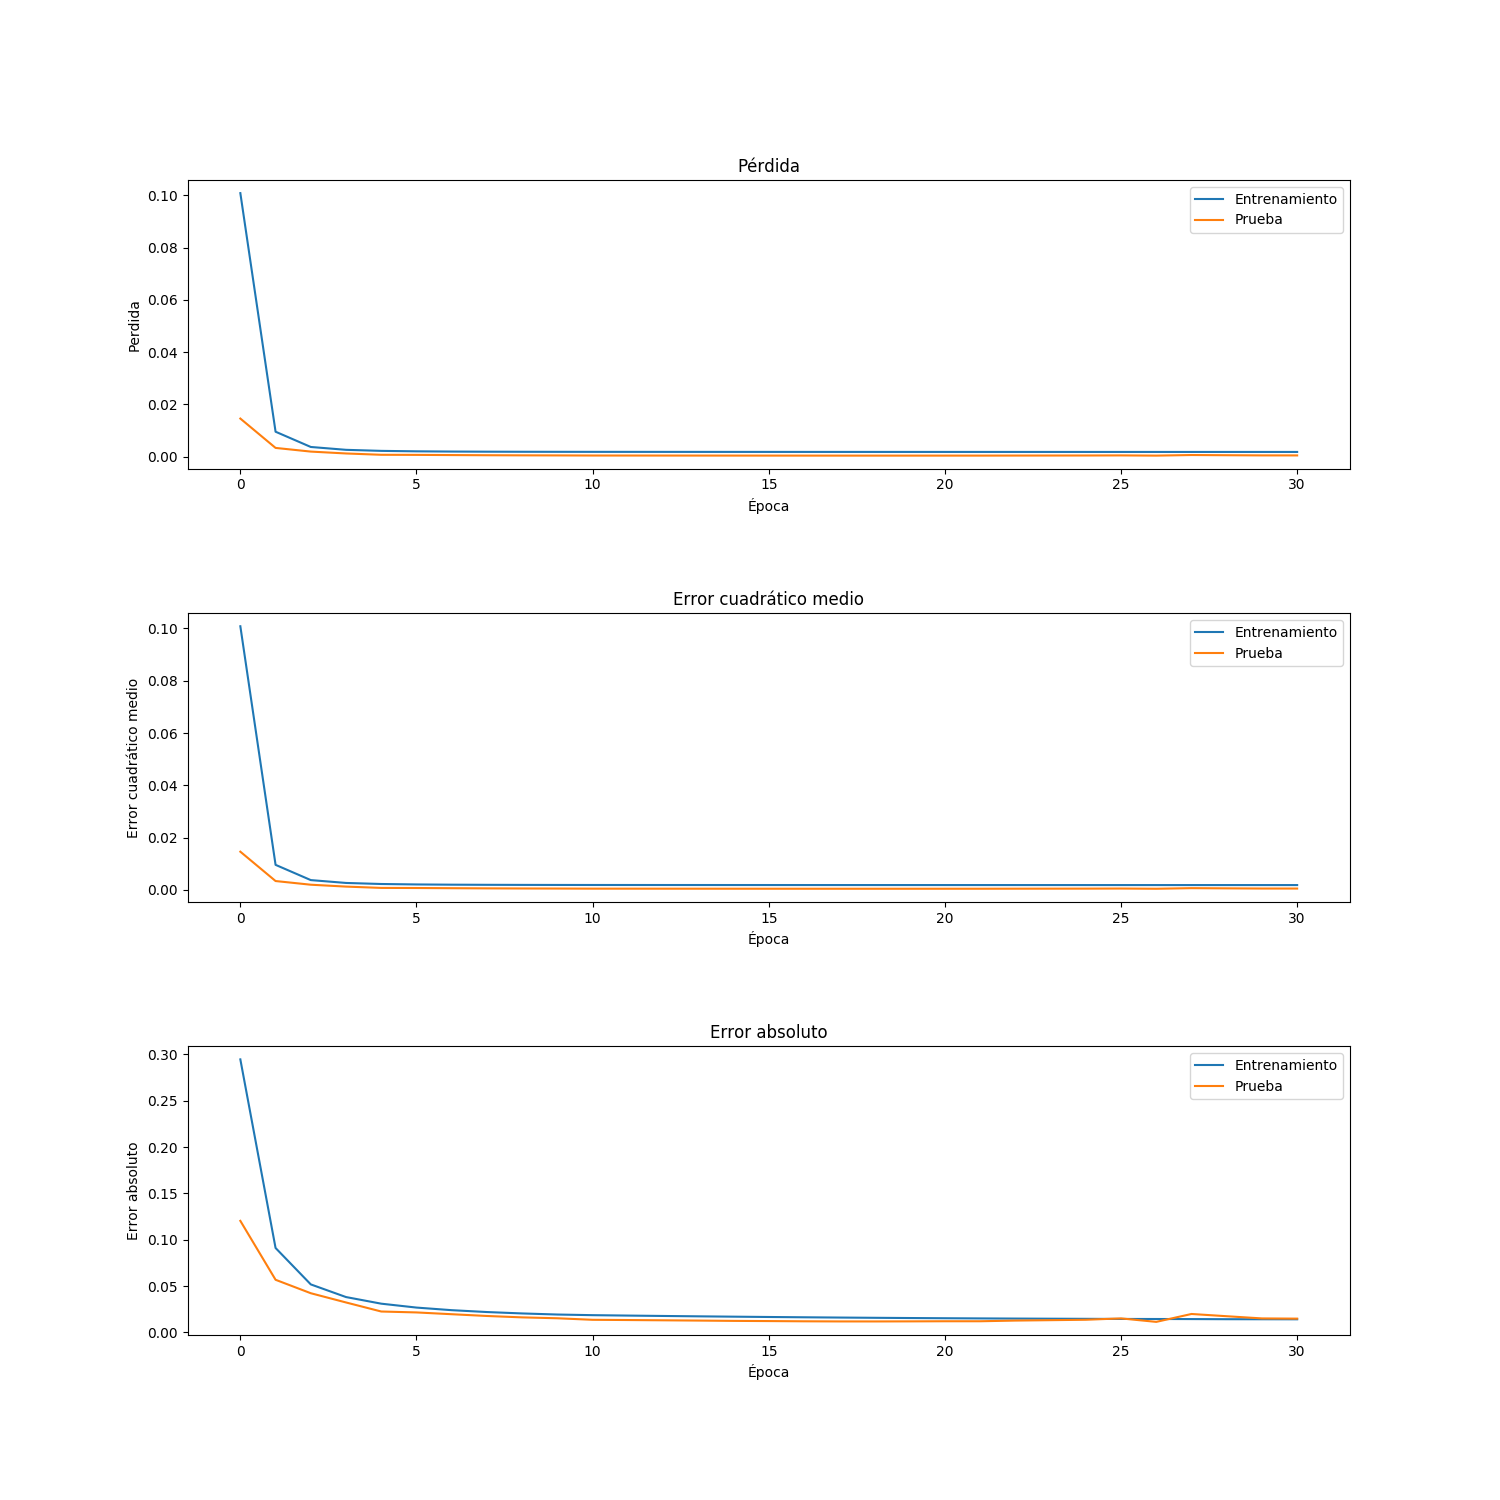 Pérdida
Entrenamiento
Prueba
Perdida
0.10
0.08
0.06
0.04
0.02
0.00
0 5 10 15 20 25 30
Época
Error cuadrático medio
Entrenamiento
Prueba
Error cuadrático medio
0.10
0.08
0.06
0.04
0.02
0.00
0 5 10 15 20 25 30
Época
Error absoluto
Entrenamiento
Prueba
Error absoluto
0.30
0.25
0.20
0.15
0.10
0.05
0.00
0 5 10 15 20 25 30
Época